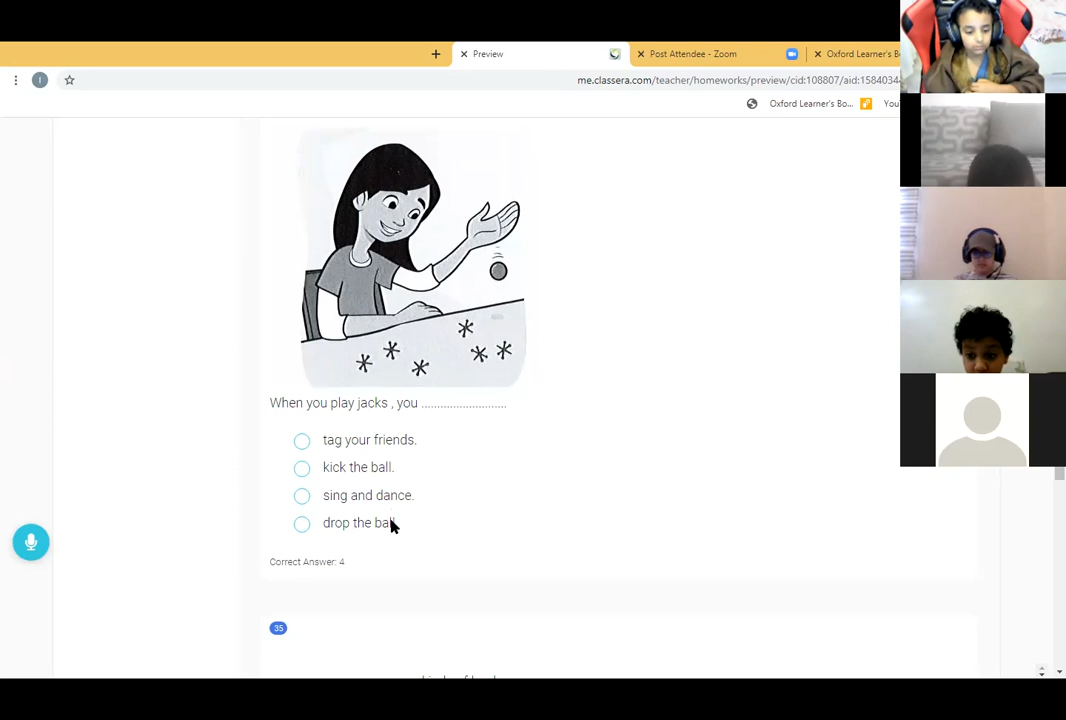 Preview
Post Attendee - Zoom
Oxford Learner's Bo
me.classera.com/teacher/homeworks/preview/cid:108807/aid:1584034
Oxford Learner's Bo...
You
When you play jacks , you ...........................
tag your friends.
kick the ball.
sing and dance.
drop the ball
Correct Answer: 4
35